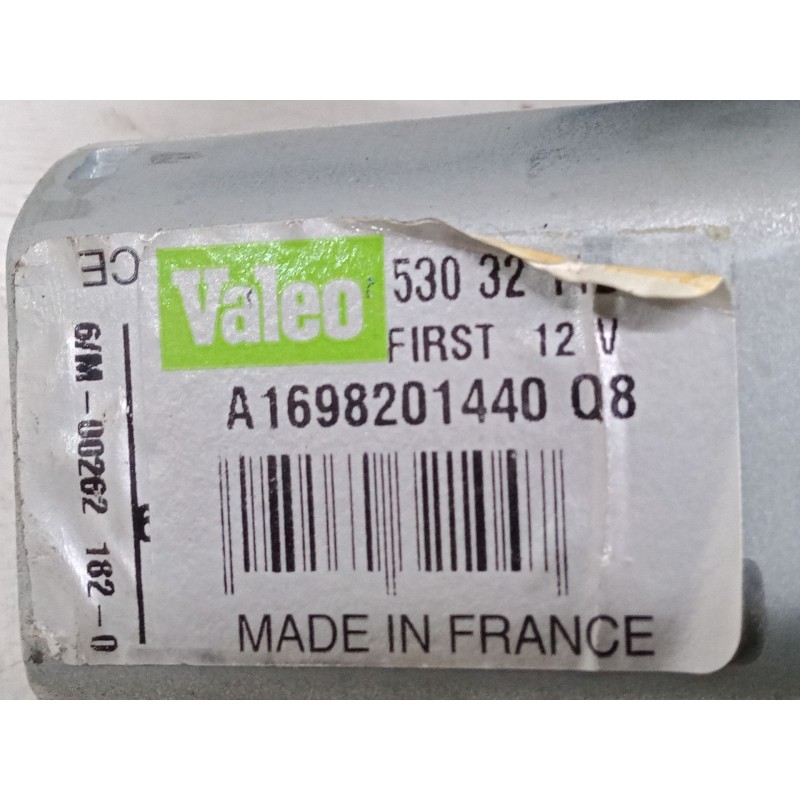 Valeo
530 32
FIRST 12 V
A1698201440 Q8
MADE IN FRANCE
CE
6/M-00262 182-0